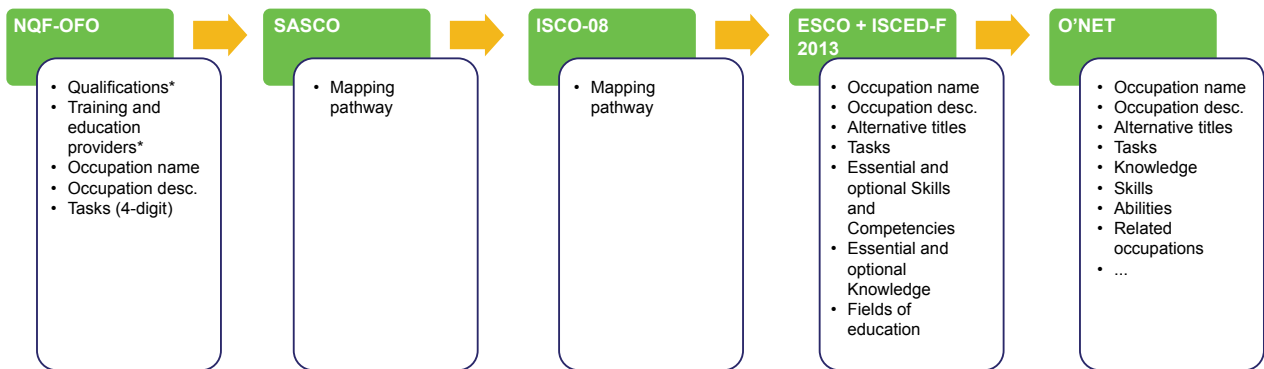 NQF-OFO
• Qualifications*
• Training and
education
providers*
• Occupation name
• Occupation desc.
• Tasks (4-digit)
SASCO
• Mapping
pathway
ISCO-08
• Mapping
pathway
ESCO + ISCED-F
2013
• Occupation name
• Occupation desc.
• Alternative titles
• Tasks
• Essential and
optional Skills
and
Competencies
• Essential and
optional
Knowledge
• Fields of
education
O’NET
• Occupation name
• Occupation desc.
• Alternative titles
• Tasks
• Knowledge
• Skills
• Abilities
• Related
occupations
• ...